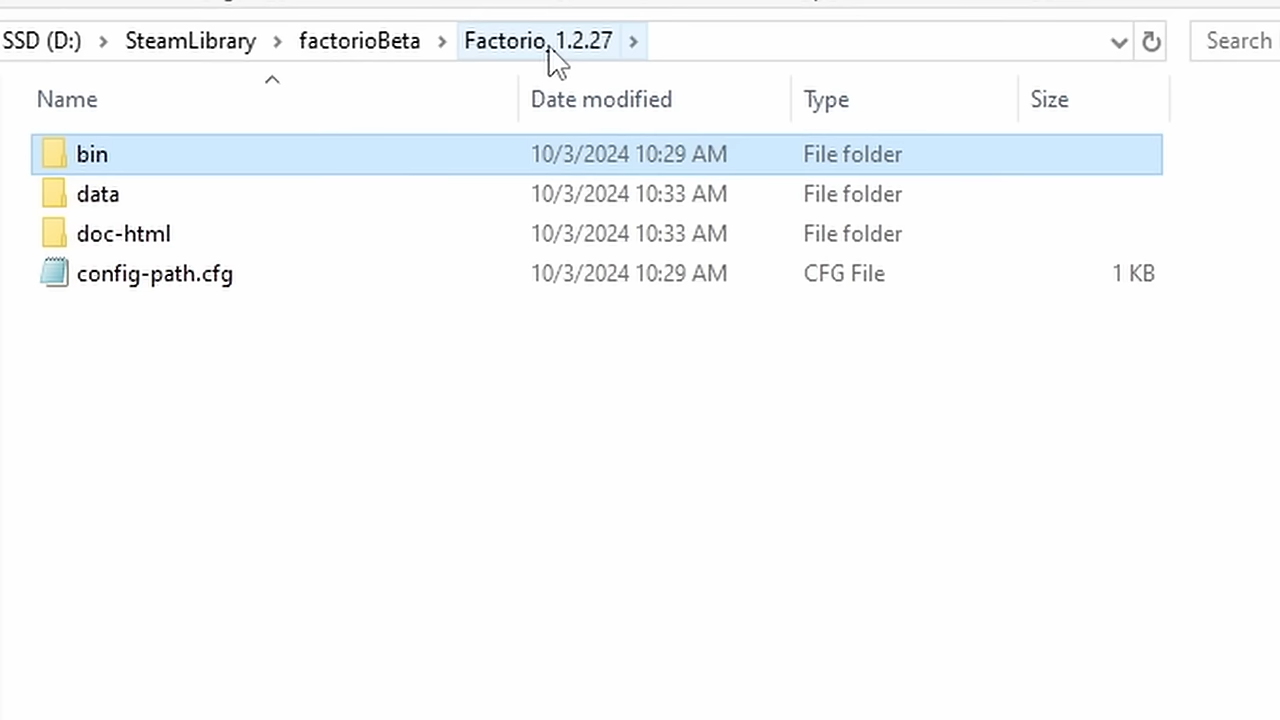 SSD (D:) > SteamLibrary > factorioBeta > Factorio_1.2.27 > Search
Name Date modified Type Size
bin 10/3/2024 10:29 AM File folder
data 10/3/2024 10:33 AM File folder
doc-html 10/3/2024 10:33 AM File folder
config-path.cfg 10/3/2024 10:29 AM CFG File 1 KB